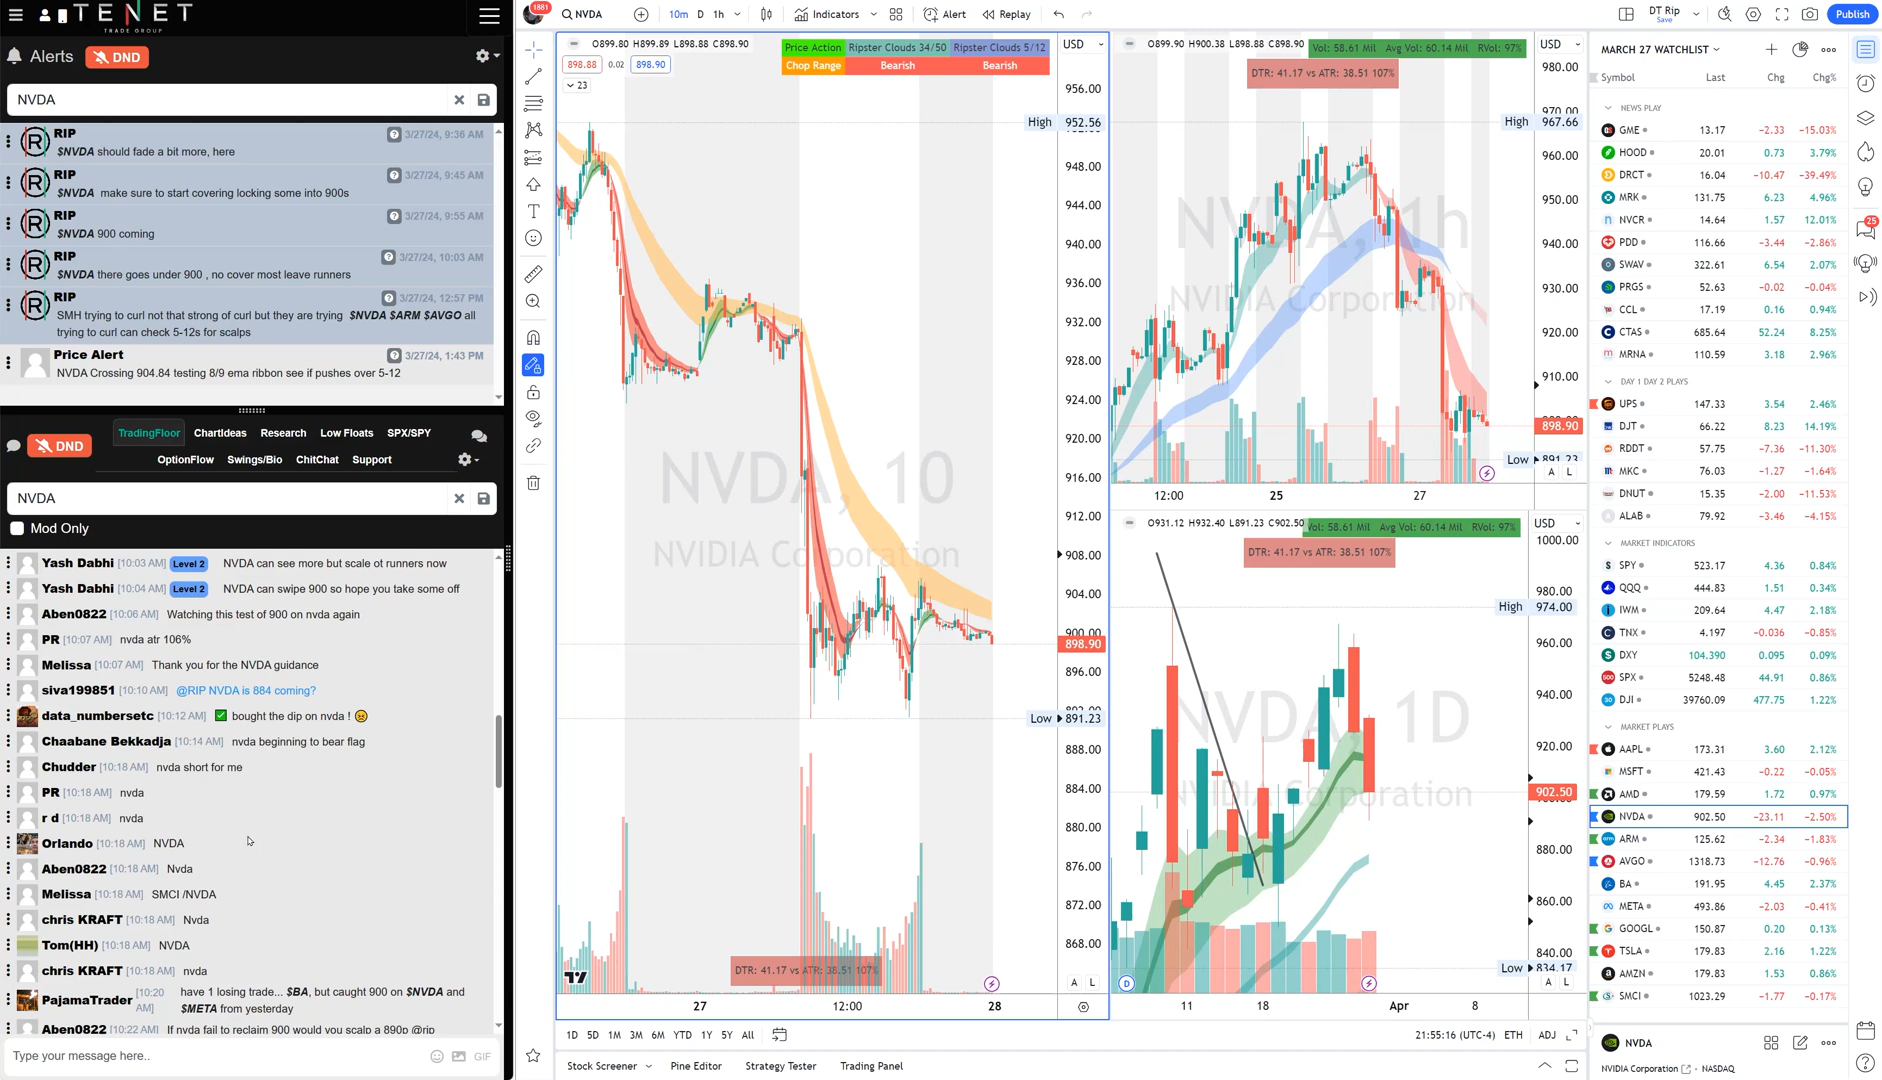 TENET
TRADE GROUP
Alerts DND
NVDA
RIP 3/27/24, 9:36 AM
$NVDA should fade a bit more, here
RIP 3/27/24, 9:45 AM
$NVDA make sure to start covering locking some into 900s
RIP 3/27/24, 9:55 AM
$NVDA 900 coming
RIP 3/27/24, 10:03 AM
$NVDA there goes under 900 , no cover most leave runners
RIP 3/27/24, 12:57 PM
SMH trying to curl not that strong of curl but they are trying $NVDA $ARM $AVGO all
trying to curl can check 5-12s for scalps
Price Alert 3/27/24, 1:43 PM
NVDA Crossing 904.84 testing 8/9 ema ribbon see if pushes over 5-12
DND
TradingFloor ChartIdeas Research Low Floats SPX/SPY
OptionFlow Swings/Bio ChitChat Support
NVDA
Mod Only
Yash Dabhi [10:03 AM] Level 2 NVDA can see more but scale ot runners now
Yash Dabhi [10:04 AM] Level 2 NVDA can swipe 900 so hope you take some off
Aben0822 [10:06 AM] Watching this test of 900 on nvda again
PR [10:07 AM] nvda atr 106%
Melissa [10:07 AM] Thank you for the NVDA guidance
siva199851 [10:10 AM] @RIP NVDA is 884 coming?
data_numbersetc [10:12 AM] ✅ bought the dip on nvda ! 😣
Chaabane Bekkadja [10:14 AM] nvda beginning to bear flag
Chudder [10:18 AM] nvda short for me
PR [10:18 AM] nvda
r d [10:18 AM] nvda
Orlando [10:18 AM] NVDA
Aben0822 [10:18 AM] Nvda
Melissa [10:18 AM] SMCI /NVDA
chris KRAFT [10:18 AM] Nvda
Tom(HH) [10:18 AM] NVDA
chris KRAFT [10:18 AM] nvda
PajamaTrader [10:20 AM] have 1 losing trade... $BA, but caught 900 on $NVDA and
$META from yesterday
Aben0822 [10:22 AM] If nvda fail to reclaim 900 would you scalp a 890p @rip
Type your message here.. GIF
1881 NVDA 10m D 1h Indicators Alert Replay DT Rip Save Publish
O899.80 H899.89 L898.88 C898.90
898.88 0.02 898.90
23
Price Action Ripster Clouds 34/50 Ripster Clouds 5/12
Chop Range Bearish Bearish
USD
956.00
High 952.56
948.00
944.00
940.00
936.00
932.00
928.00
924.00
920.00
916.00
912.00
908.00
904.00
900.00
898.90
896.00
Low 891.23
888.00
884.00
880.00
876.00
872.00
868.00
NVDA, 10
NVIDIA Corporation
DTR: 41.17 vs ATR: 38.51 107%
A L
27 12:00 28
O899.90 H900.38 L898.88 C898.90
Vol: 58.61 Mil Avg Vol: 60.14 Mil RVol: 97%
DTR: 41.17 vs ATR: 38.51 107%
USD
980.00
970.00
High 967.66
960.00
950.00
940.00
930.00
920.00
910.00
898.90
Low 891.23
NVDA, 1h
NVIDIA Corporation
A L
12:00 25 27
O931.12 H932.40 L891.23 C902.50
Vol: 58.61 Mil Avg Vol: 60.14 Mil RVol: 97%
DTR: 41.17 vs ATR: 38.51 107%
USD
1000.00
980.00
High 974.00
960.00
940.00
920.00
902.50
880.00
860.00
840.00
Low 834.17
NVDA, 1D
NVIDIA Corporation
D
A L
11 18 Apr 8
1D 5D 1M 3M 6M YTD 1Y 5Y All
21:55:16 (UTC-4) ETH ADJ
Stock Screener Pine Editor Strategy Tester Trading Panel
MARCH 27 WATCHLIST
Symbol Last Chg Chg%
NEWS PLAY
GME 13.17 −2.33 −15.03%
HOOD 20.01 0.73 3.79%
DRCT 16.04 −10.47 −39.49%
MRK 131.75 6.23 4.96%
NVCR 14.64 1.57 12.01%
PDD 116.66 −3.44 −2.86%
SWAV 322.61 6.54 2.07%
PRGS 52.63 −0.02 −0.04%
CCL 17.19 0.16 0.94%
CTAS 685.64 52.24 8.25%
MRNA 110.59 3.18 2.96%
DAY 1 DAY 2 PLAYS
UPS 147.33 3.54 2.46%
DJT 66.22 8.23 14.19%
RDDT 57.75 −7.36 −11.30%
MKC 76.03 −1.27 −1.64%
DNUT 15.35 −2.00 −11.53%
ALAB 79.92 −3.46 −4.15%
MARKET INDICATORS
SPY 523.17 4.36 0.84%
QQQ 444.83 1.51 0.34%
IWM 209.64 4.47 2.18%
TNX 4.197 −0.036 −0.85%
DXY 104.390 0.095 0.09%
SPX 5248.48 44.91 0.86%
DJI 39760.09 477.75 1.22%
MARKET PLAYS
AAPL 173.31 3.60 2.12%
MSFT 421.43 −0.22 −0.05%
AMD 179.59 1.72 0.97%
NVDA 902.50 −23.11 −2.50%
ARM 125.62 −2.34 −1.83%
AVGO 1318.73 −12.76 −0.96%
BA 191.95 4.45 2.37%
META 493.86 −2.03 −0.41%
GOOGL 150.87 0.20 0.13%
TSLA 179.83 2.16 1.22%
AMZN 179.83 1.53 0.86%
SMCI 1023.29 −1.77 −0.17%
NVDA
NVIDIA Corporation • NASDAQ
25